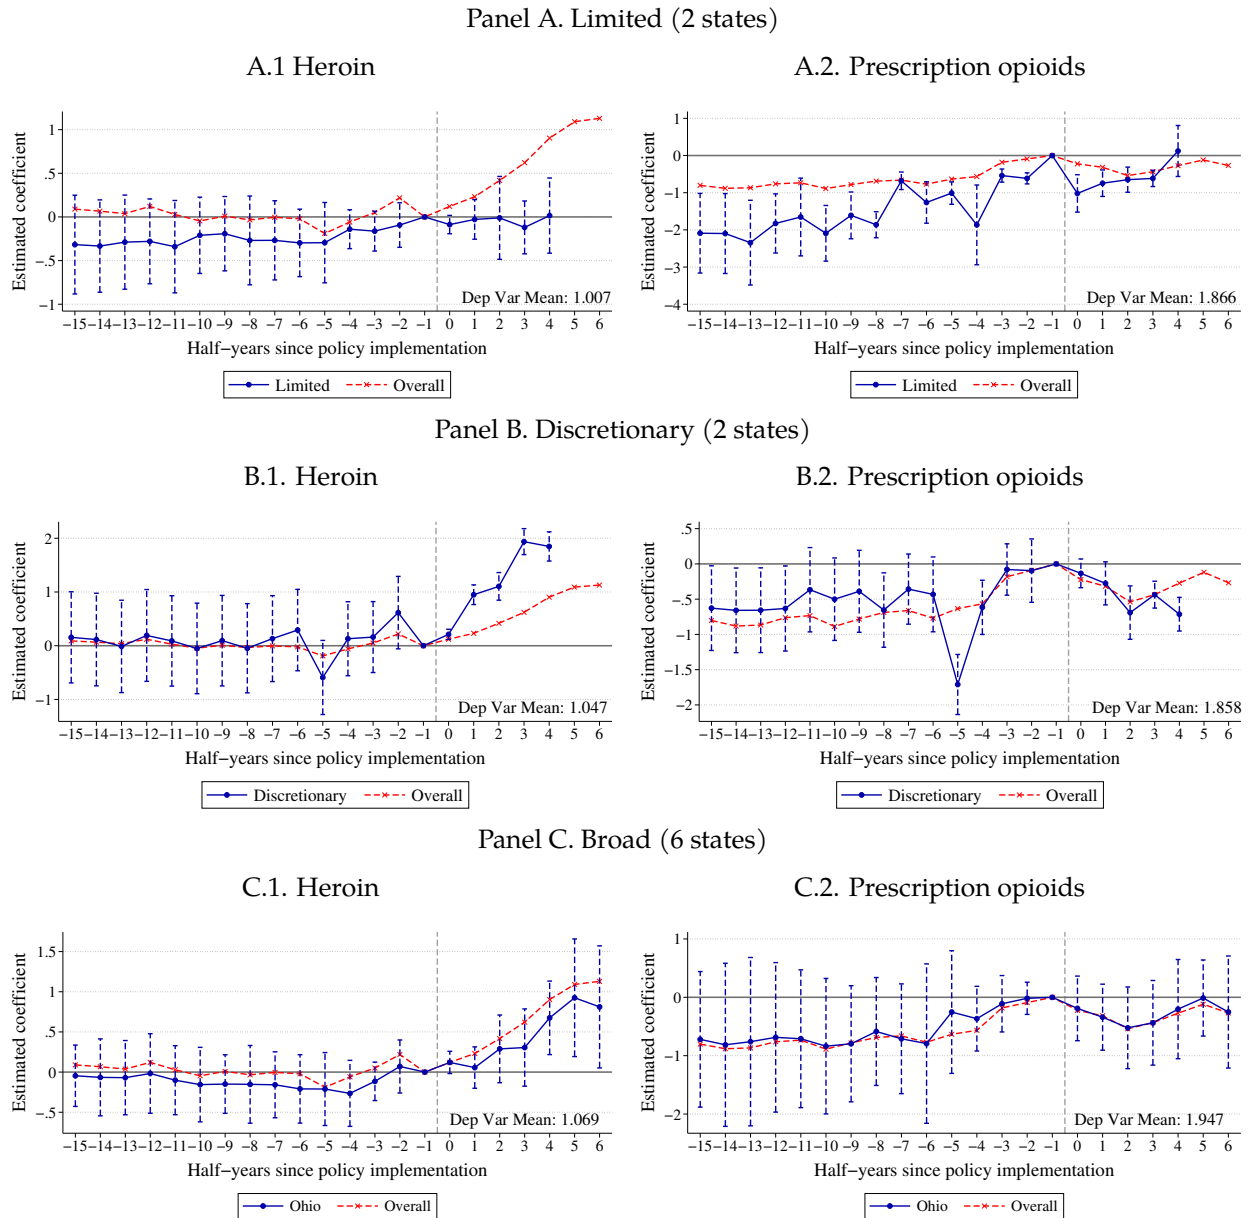 Panel A. Limited (2 states)
A.1 Heroin
Estimated coefficient
1
.5
0
−.5
−1
Dep Var Mean: 1.007
−15 −14 −13 −12 −11 −10 −9 −8 −7 −6 −5 −4 −3 −2 −1 0 1 2 3 4 5 6
Half−years since policy implementation
Limited Overall
A.2. Prescription opioids
Estimated coefficient
1
0
−1
−2
−3
−4
Dep Var Mean: 1.866
−15 −14 −13 −12 −11 −10 −9 −8 −7 −6 −5 −4 −3 −2 −1 0 1 2 3 4 5 6
Half−years since policy implementation
Limited Overall
Panel B. Discretionary (2 states)
B.1. Heroin
Estimated coefficient
2
1
0
−1
Dep Var Mean: 1.047
−15 −14 −13 −12 −11 −10 −9 −8 −7 −6 −5 −4 −3 −2 −1 0 1 2 3 4 5 6
Half−years since policy implementation
Discretionary Overall
B.2. Prescription opioids
Estimated coefficient
.5
0
−.5
−1
−1.5
−2
Dep Var Mean: 1.858
−15 −14 −13 −12 −11 −10 −9 −8 −7 −6 −5 −4 −3 −2 −1 0 1 2 3 4 5 6
Half−years since policy implementation
Discretionary Overall
Panel C. Broad (6 states)
C.1. Heroin
Estimated coefficient
1.5
1
.5
0
−.5
Dep Var Mean: 1.069
−15 −14 −13 −12 −11 −10 −9 −8 −7 −6 −5 −4 −3 −2 −1 0 1 2 3 4 5 6
Half−years since policy implementation
Ohio Overall
C.2. Prescription opioids
Estimated coefficient
1
0
−1
−2
Dep Var Mean: 1.947
−15 −14 −13 −12 −11 −10 −9 −8 −7 −6 −5 −4 −3 −2 −1 0 1 2 3 4 5 6
Half−years since policy implementation
Ohio Overall